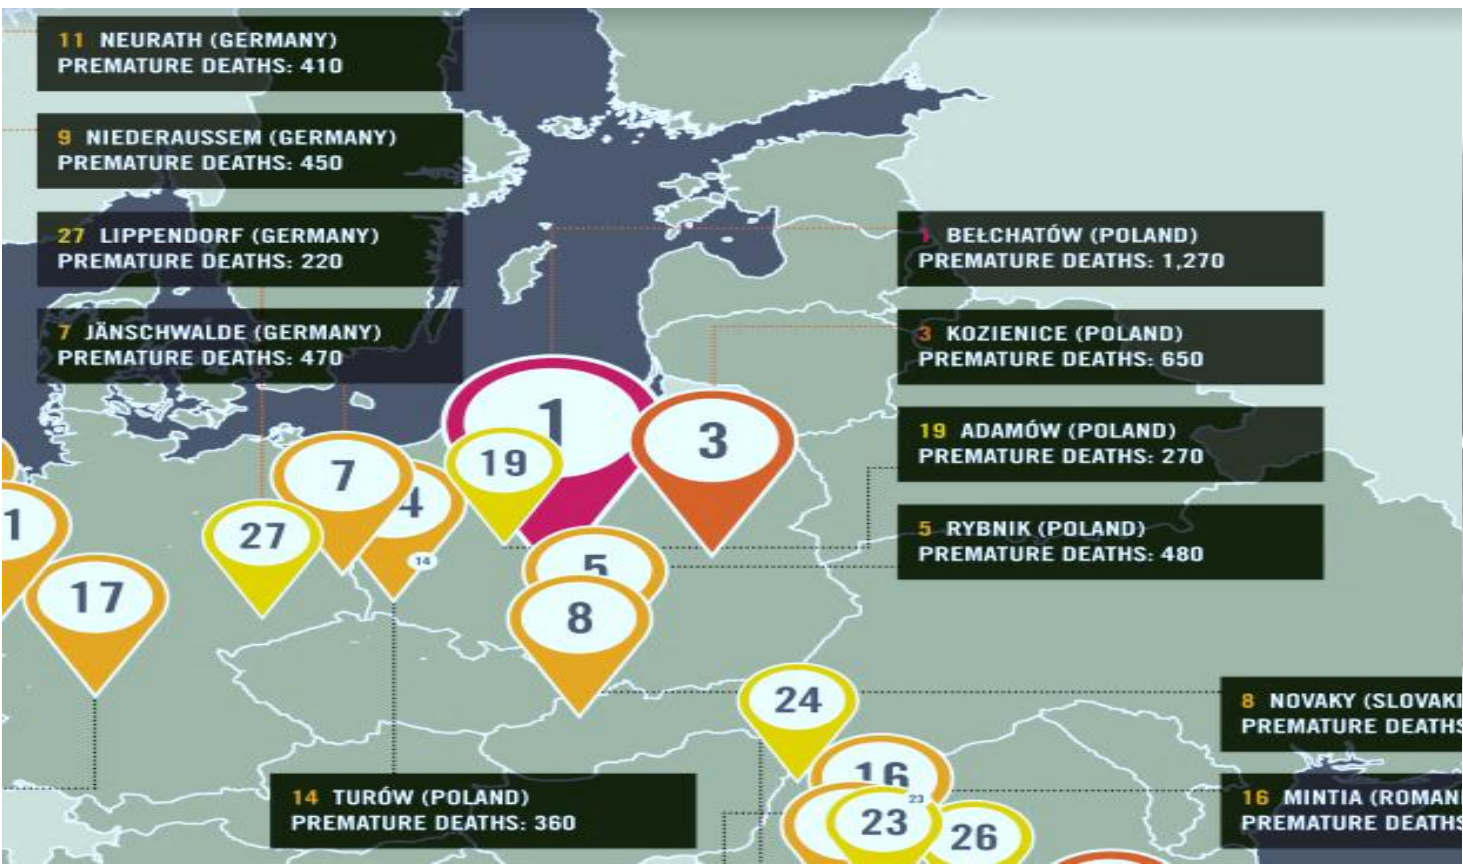 11 NEURATH (GERMANY)
PREMATURE DEATHS: 410
9 NIEDERAUSSEM (GERMANY)
PREMATURE DEATHS: 450
27 LIPPENDORF (GERMANY)
PREMATURE DEATHS: 220
7 JÄNSCHWALDE (GERMANY)
PREMATURE DEATHS: 470
1 BEŁCHATÓW (POLAND)
PREMATURE DEATHS: 1,270
3 KOZIENICE (POLAND)
PREMATURE DEATHS: 650
19 ADAMÓW (POLAND)
PREMATURE DEATHS: 270
5 RYBNIK (POLAND)
PREMATURE DEATHS: 480
1
19
3
7
4
14
27
1
17
5
8
24
16
23
23
26
8 NOVAKY (SLOVAKI
PREMATURE DEATHS
14 TURÓW (POLAND)
PREMATURE DEATHS: 360
16 MINTIA (ROMANI
PREMATURE DEATHS